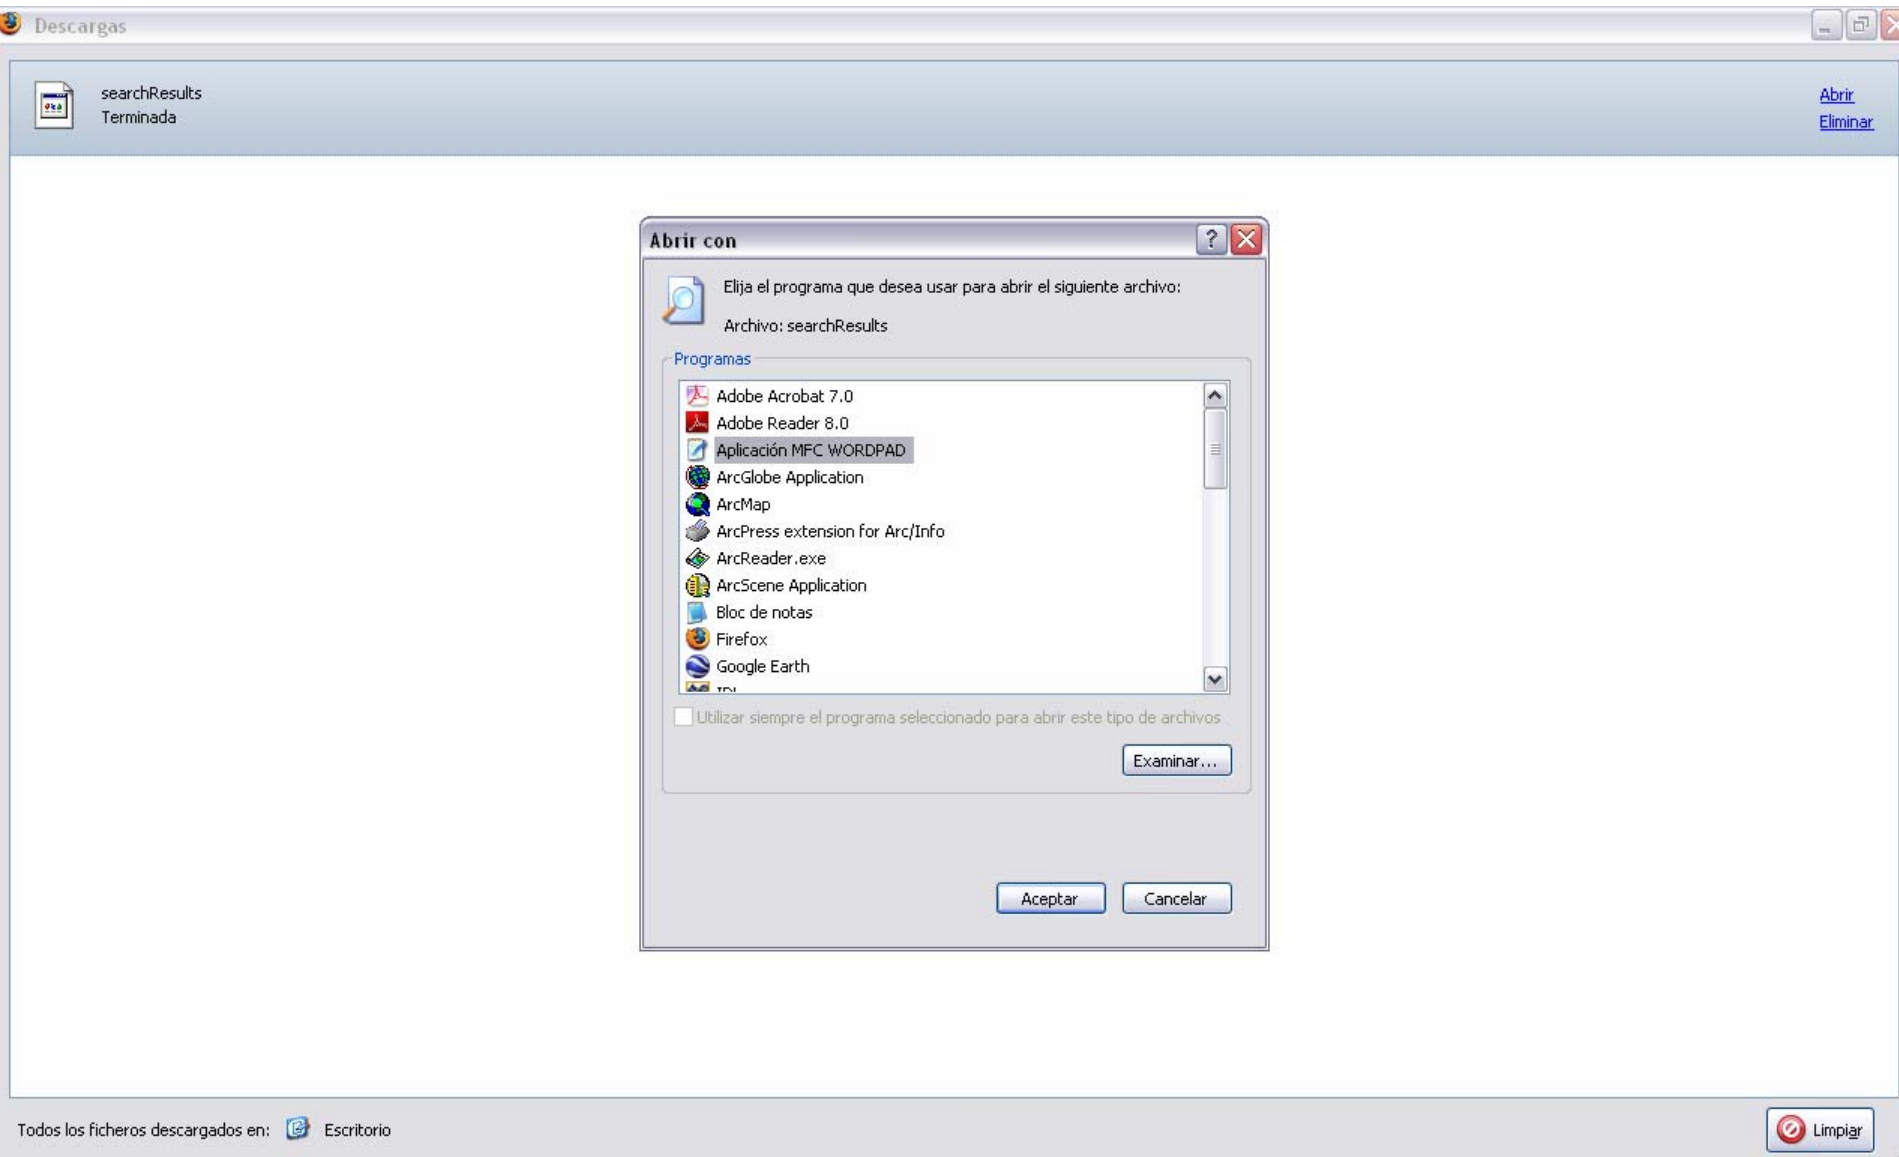 Descargas
searchResults
Terminada
Abrir
Eliminar
Abrir con
Elija el programa que desea usar para abrir el siguiente archivo:
Archivo: searchResults
Programas
Adobe Acrobat 7.0
Adobe Reader 8.0
Aplicación MFC WORDPAD
ArcGlobe Application
ArcMap
ArcPress extension for Arc/Info
ArcReader.exe
ArcScene Application
Bloc de notas
Firefox
Google Earth
Utilizar siempre el programa seleccionado para abrir este tipo de archivos
Examinar...
Aceptar
Cancelar
Todos los ficheros descargados en:
Escritorio
Limpiar